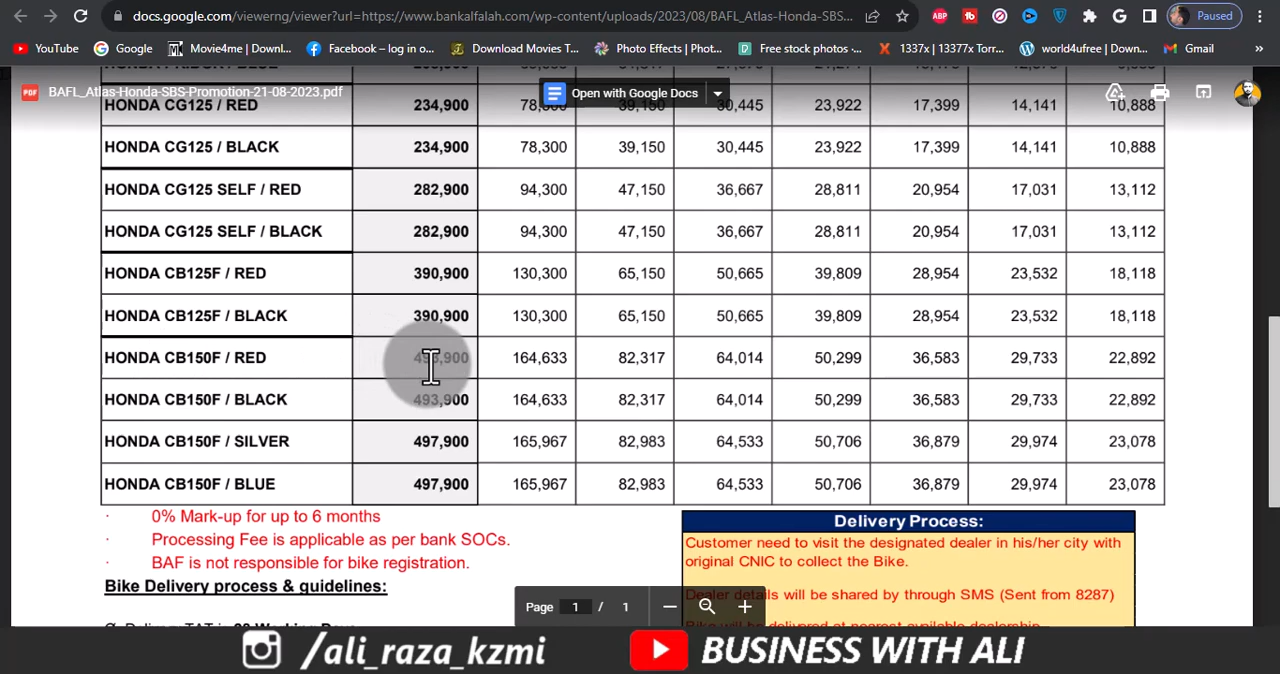 docs.google.com/viewerng/viewer?url=https://www.bankalfalah.com/wp-content/uploads/2023/08/BAFL_Atlas-Honda-SBS...
ABP
Paused
YouTube
Google
Movie4me | Downl...
Facebook – log in o...
Download Movies T...
Photo Effects | Phot...
Free stock photos -...
1337x | 13377x Torr...
world4ufree | Down...
Gmail
»
PDF
BAFL_Atlas-Honda-SBS-Promotion-21-08-2023.pdf
Open with Google Docs
HONDA CG125 / RED 234,900 39,150 30,445 23,922 17,399 14,141 10,888
HONDA CG125 / BLACK 234,900 78,300 39,150 30,445 23,922 17,399 14,141 10,888
HONDA CG125 SELF / RED 282,900 94,300 47,150 36,667 28,811 20,954 17,031 13,112
HONDA CG125 SELF / BLACK 282,900 94,300 47,150 36,667 28,811 20,954 17,031 13,112
HONDA CB125F / RED 390,900 130,300 65,150 50,665 39,809 28,954 23,532 18,118
HONDA CB125F / BLACK 390,900 130,300 65,150 50,665 39,809 28,954 23,532 18,118
HONDA CB150F / RED 164,633 82,317 64,014 50,299 36,583 29,733 22,892
HONDA CB150F / BLACK 493,900 164,633 82,317 64,014 50,299 36,583 29,733 22,892
HONDA CB150F / SILVER 497,900 165,967 82,983 64,533 50,706 36,879 29,974 23,078
HONDA CB150F / BLUE 497,900 165,967 82,983 64,533 50,706 36,879 29,974 23,078
· 0% Mark-up for up to 6 months
· Processing Fee is applicable as per bank SOCs.
· BAF is not responsible for bike registration.
Bike Delivery process & guidelines:
Delivery Process:
Customer need to visit the designated dealer in his/her city with
original CNIC to collect the Bike.
Dealer details will be shared by through SMS (Sent from 8287)
Bike will be delivered at nearest available dealership
Page 1 / 1
/ali_raza_kzmi
BUSINESS WITH ALI